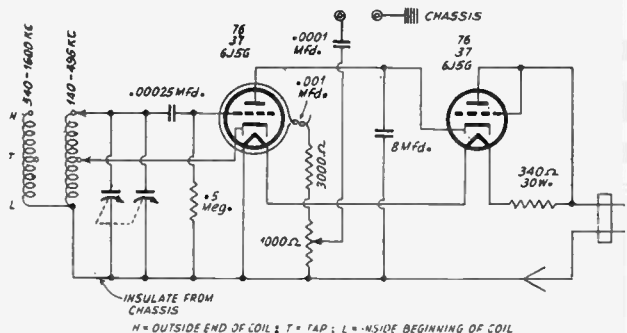 540-1600 KC
140-496 KC
H
T
L
.00025 Mfd.
76
37
6J5G
.5
Meg.
.001
Mfd.
3000Ω
1000Ω
.0001
Mfd.
CHASSIS
8 Mfd.
76
37
6J5G
340Ω
30W.
INSULATE FROM
CHASSIS
H = OUTSIDE END OF COIL; T = TAP; L = INSIDE BEGINNING OF COIL